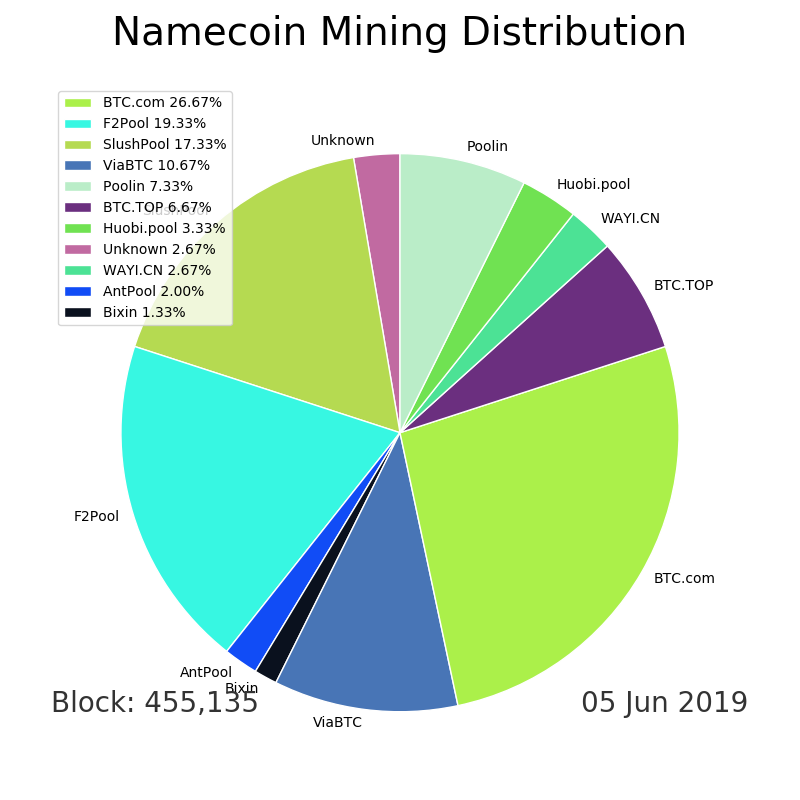 Namecoin Mining Distribution
BTC.com 26.67%
F2Pool 19.33%
SlushPool 17.33%
ViaBTC 10.67%
Poolin 7.33%
BTC.TOP 6.67%
Huobi.pool 3.33%
Unknown 2.67%
WAYI.CN 2.67%
AntPool 2.00%
Bixin 1.33%
Unknown
Poolin
Huobi.pool
WAYI.CN
SlushPool
BTC.TOP
F2Pool
BTC.com
AntPool
Bixin
ViaBTC
Block: 455,135
05 Jun 2019